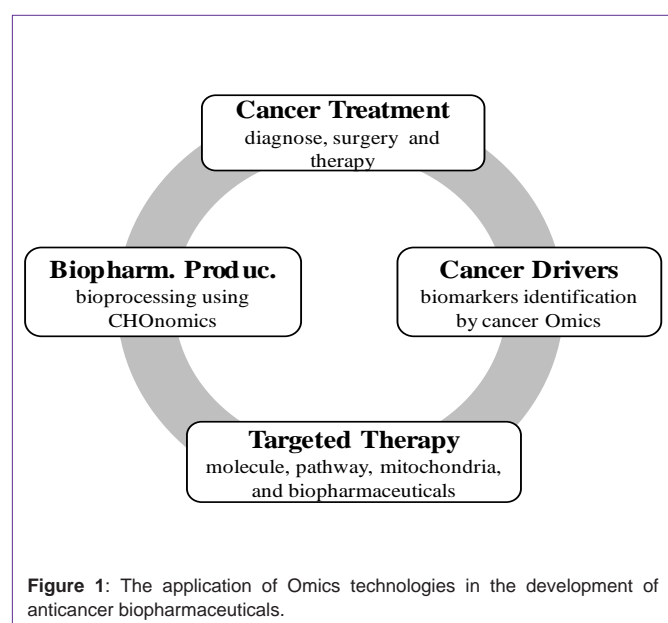 Cancer Treatment
diagnose, surgery and
therapy
Biopharm. Produc.
bioprocessing using
CHOnomics
Cancer Drivers
biomarkers identification
by cancer Omics
Targeted Therapy
molecule, pathway, mitochondria,
and biopharmaceuticals
Figure 1: The application of Omics technologies in the development of
anticancer biopharmaceuticals.